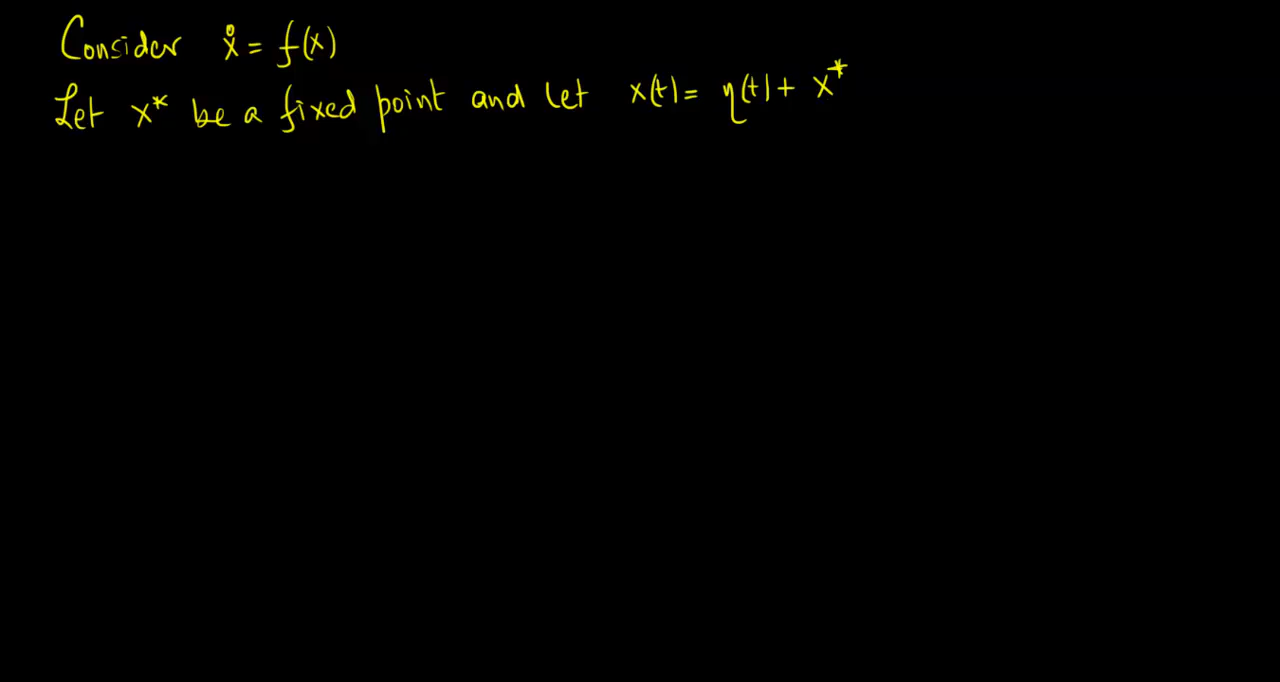 Consider ẋ = f(x)
Let x* be a fixed point and let x(t) = η(t) + x*